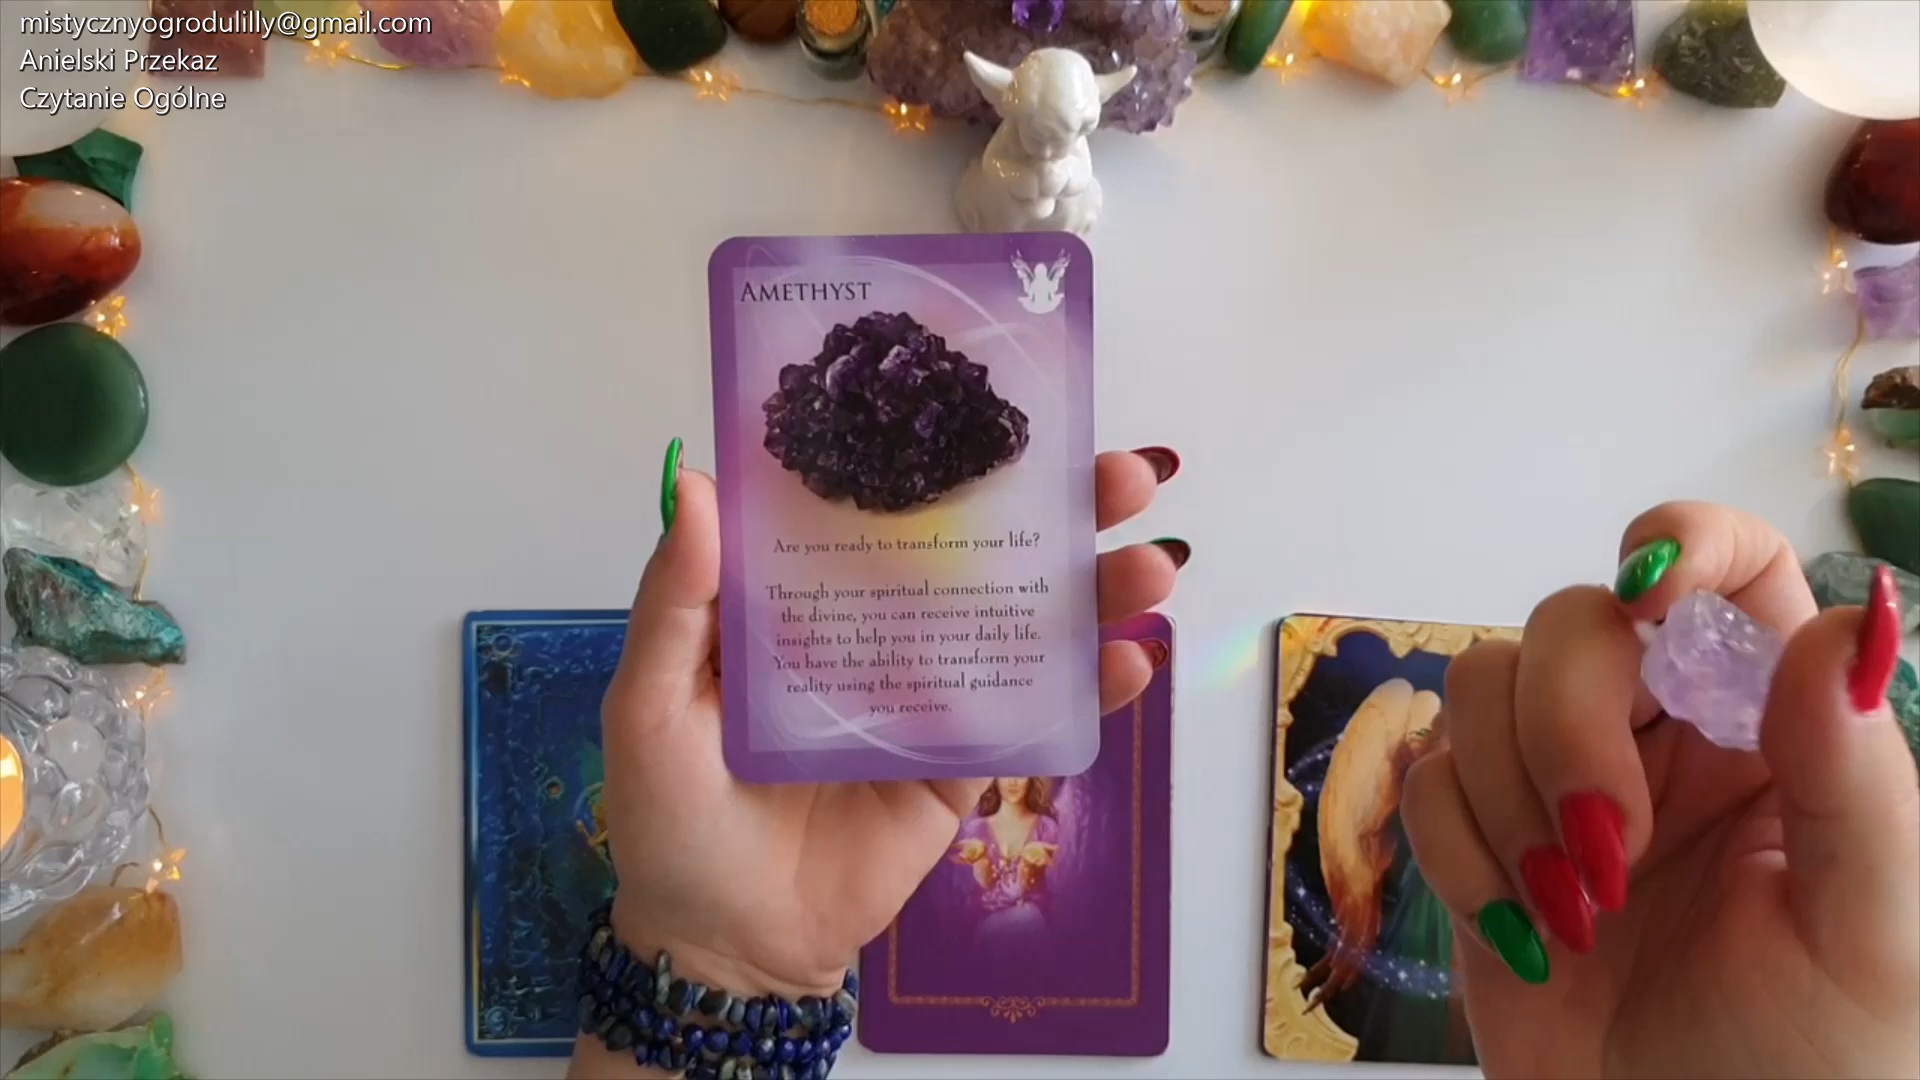 mistycznyogrodulilly@gmail.com
Anielski Przekaz
Czytanie Ogólne
Amethyst
Are you ready to transform your life?
Through your spiritual connection with
the divine, you can receive intuitive
insights to help you in your daily life.
You have the ability to transform your
reality using the spiritual guidance
you receive.